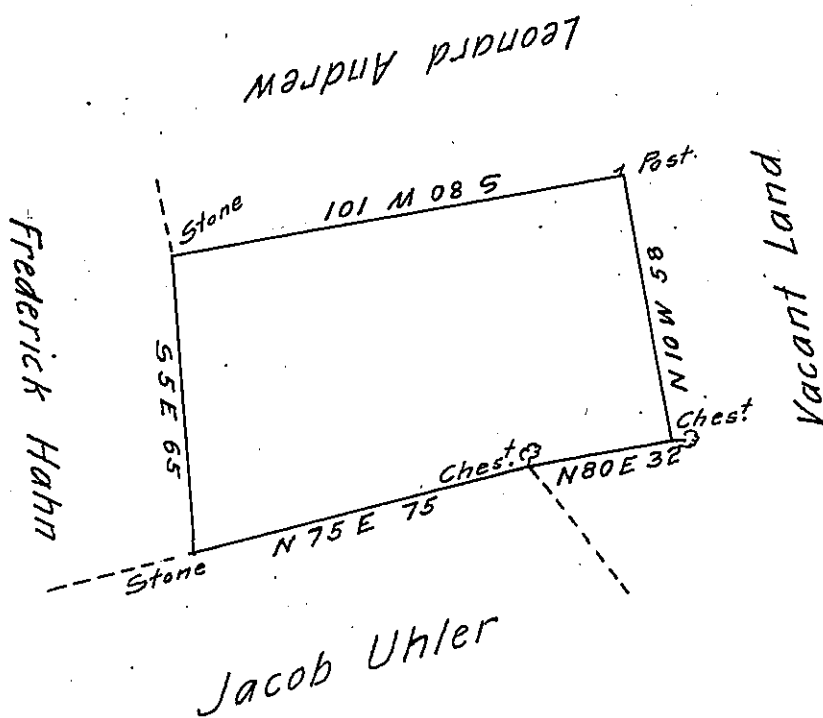 Leonard Andrew
Post.
Stone
S 80 W 101
Vacant Land
Frederick Hahn
N 10 W 58
S 5 E 65
Chest.
Chest.
N 80 E 32
N 75 E 75
Stone
Jacob Uhler